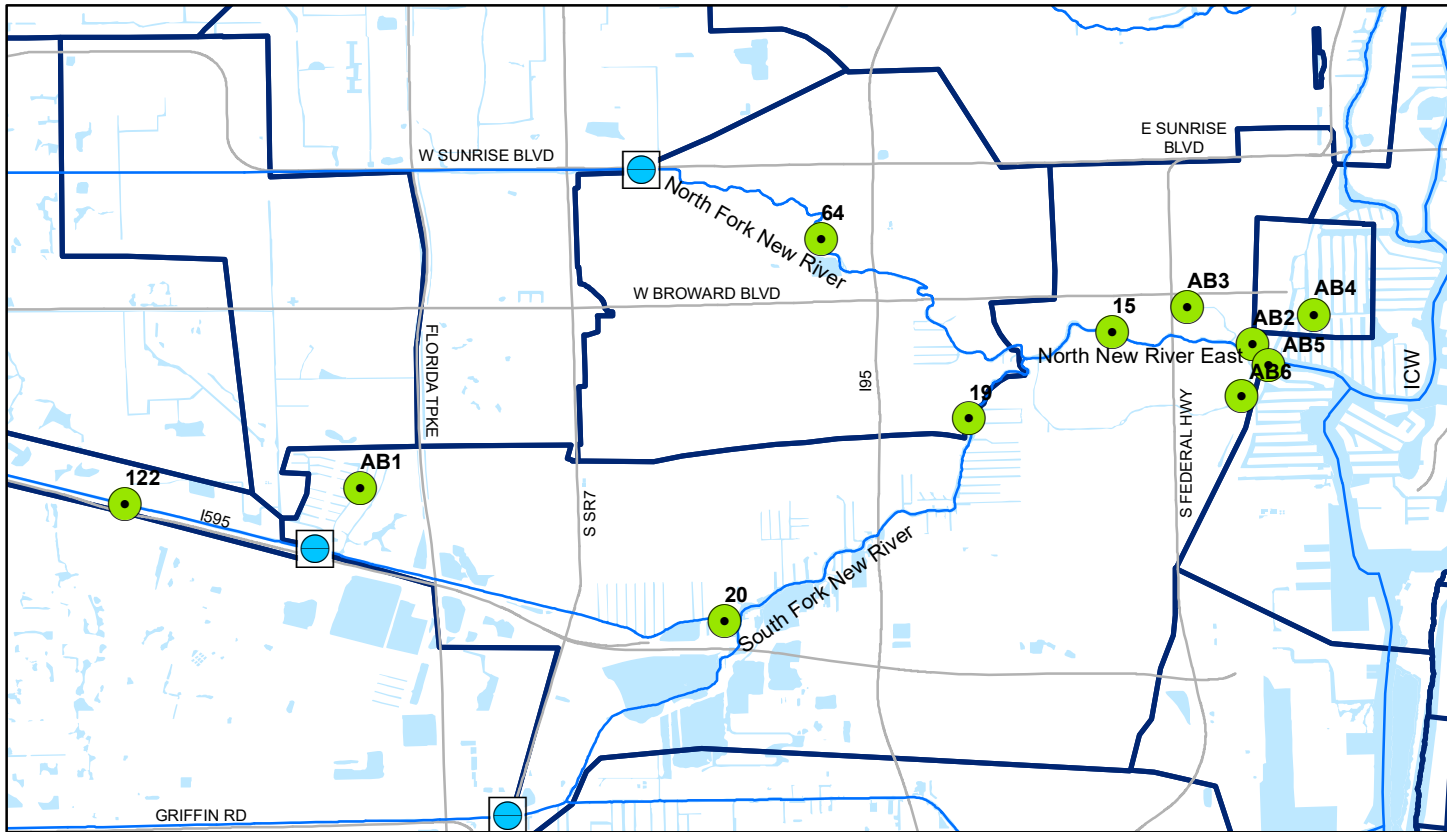 E SUNRISE
BLVD
W SUNRISE BLVD
North Fork New River
64
W BROWARD BLVD
AB3
AB4
15
AB2
FLORIDA TPKE
North New River East
AB5
ICW
I95
AB6
19
S FEDERAL HWY
AB1
122
I595
S SR7
South Fork New River
20
GRIFFIN RD